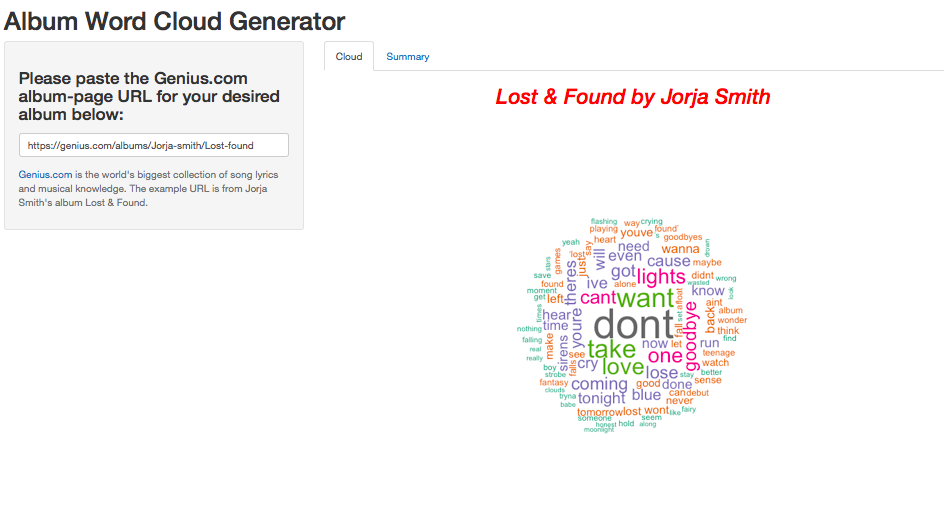 Album Word Cloud Generator
Please paste the Genius.com
album-page URL for your desired
album below:
https://genius.com/albums/Jorja-smith/Lost-found
Genius.com is the world's biggest collection of song lyrics
and musical knowledge. The example URL is from Jorja
Smith's album Lost & Found.
Cloud Summary
Lost & Found by Jorja Smith
flashing way crying
playing youve found'
yeah heart say need wanna goodbyes drown
stars games 'lost just will even cause maybe
save theres ive got lights didnt wrong
moment found alone wasted know look
get left cant want afloat aint
times hear youre dont set goodbye back album
nothing time fall wonder
falling make sirens take now let run think find
real see one teenage
really falls cry love lose stay watch
boy better
strobe coming good done sense
fantasy tonight blue can debut
clouds tryna never
babe tomorrow lost wont like fairy
someone seem
honest hold along
moonlight